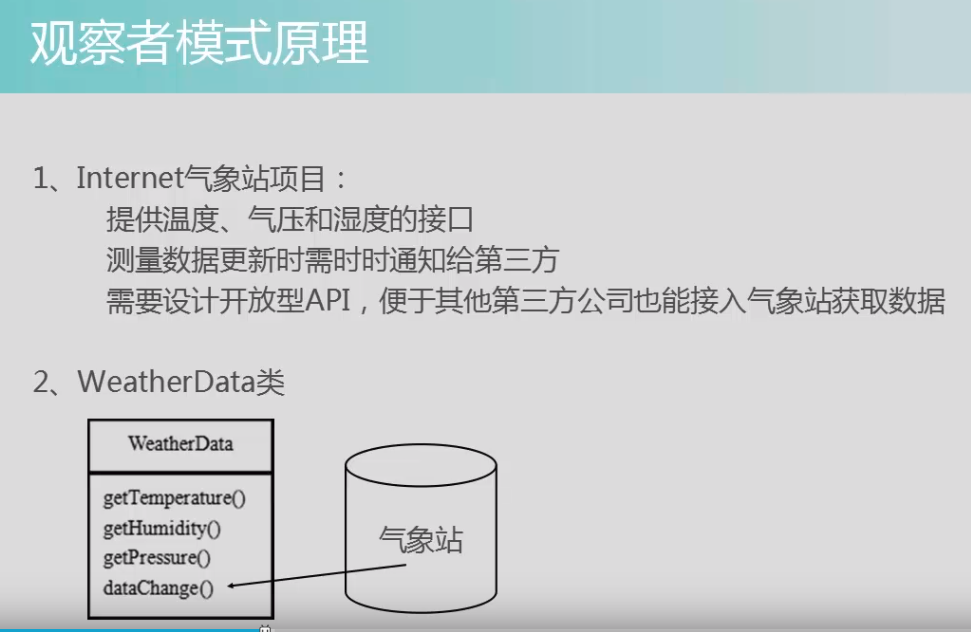 观察者模式原理
1、Internet气象站项目：
提供温度、气压和湿度的接口
测量数据更新时需时时通知给第三方
需要设计开放型API，便于其他第三方公司也能接入气象站获取数据
2、WeatherData类
WeatherData
getTemperature()
getHumidity()
getPressure()
dataChange()
气象站